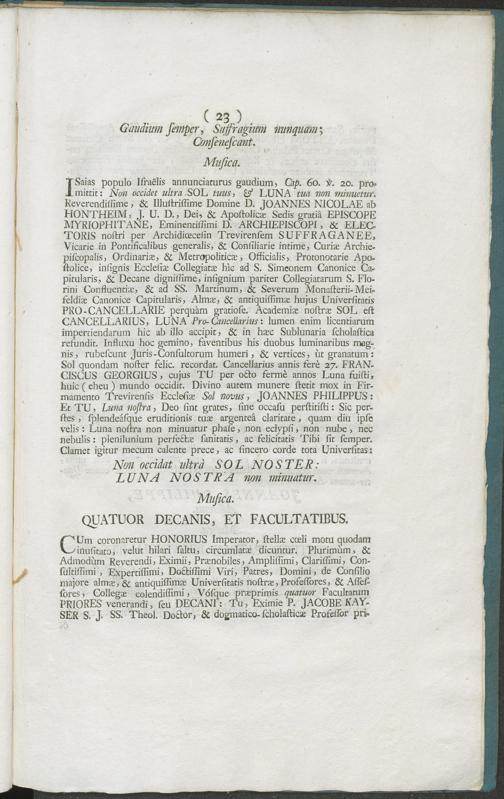 ( 23 )
Gaudium ſemper, Suffragium nunquam;
Conſeneſcant.
Muſica.
ISaias populo Iſraëlis annunciaturus gaudium, Cap. 60. ℣. 20. pro-
mittit: Non occidet ultra SOL tuus, & LUNA tua non minuetur.
Reverendiſſime, & Illuſtriſſime Domine D. JOANNES NICOLAE ab
HONTHEIM, J. U. D., Dei, & Apoſtolicæ Sedis gratiâ EPISCOPE
MYRIOPHITANE, Eminentiſſimi D. ARCHIEPISCOPI, & ELEC-
TORIS noſtri per Archidiœceſin Trevirenſem SUFFRAGANEE,
Vicarie in Pontificalibus generalis, & Conſiliarie intime, Curiæ Archie-
piſcopalis, Ordinariæ, & Metropoliticæ, Officialis, Protonotarie Apo-
ſtolice, inſignis Eccleſiæ Collegiatæ hîc ad S. Simeonem Canonice Ca-
pitularis, & Decane digniſſime, inſignium pariter Collegiatarum S. Flo-
rini Confluentiæ, & ad SS. Martinum, & Severum Monaſterii-Mei-
feldiæ Canonice Capitularis, Almæ, & antiquiſſimæ hujus Univerſitatis
PRO-CANCELLARIE perquàm gratioſe. Academiæ noſtræ SOL eſt
CANCELLARIUS, LUNA Pro-Cancellarius: lumen enim licentiarum
impertiendarum hic ab illo accipit, & in hæc Sublunaria ſcholaſtica
refundit. Influxu hoc gemino, faventibus his duobus luminaribus mag-
nis, rubeſcunt Juris-Conſultorum humeri, & vertices, ùt granatum:
Sol quondam noſter felic. recordat. Cancellarius annis ferè 27. FRAN-
CISCUS GEORGIUS, cujus TU per octo fermè annos Luna fuiſti,
huic (eheu) mundo occidit. Divino autem munere ſtetit mox in Fir-
mamento Trevirenſis Eccleſiæ Sol novus, JOANNES PHILIPPUS:
Et TU, Luna noſtra, Deo ſint grates, ſine occaſu perſtitiſti: Sic per-
ſtes, ſplendeáſque eruditionis tuæ argenteâ claritate, quam diu ipſe
velis: Luna noſtra non minuatur phaſe, non eclypſi, non nube, nec
nebulis: plenilunium perfectæ ſanitatis, ac felicitatis Tibi ſit ſemper.
Clamet igitur mecum calente prece, ac ſincero corde tota Univerſitas:
Non occidat ultrà SOL NOSTER:
LUNA NOSTRA non minuatur.
Muſica.
QUATUOR DECANIS, ET FACULTATIBUS.
CUm coronaretur HONORIUS Imperator, ſtellæ cœli motu quodam
inuſitato, velut hilari ſaltu, circumlatæ dicuntur. Plurimùm, &
Admodùm Reverendi, Eximii, Prænobiles, Ampliſſimi, Clariſſimi, Con-
ſultiſſimi, Expertiſſimi, Doctiſſimi Viri, Patres, Domini, de Conſilio
majore almæ, & antiquiſſimæ Univerſitatis noſtræ, Profeſſores, & Aſſeſ-
ſores, Collegæ colendiſſimi, Vóſque præprimis quatuor Facultatum
PRIORES venerandi, ſeu DECANI: Tu, Eximie P. JACOBE KAY-
SER S. J. SS. Theol. Doctor, & dogmatico-ſcholaſticæ Profeſſor pri-